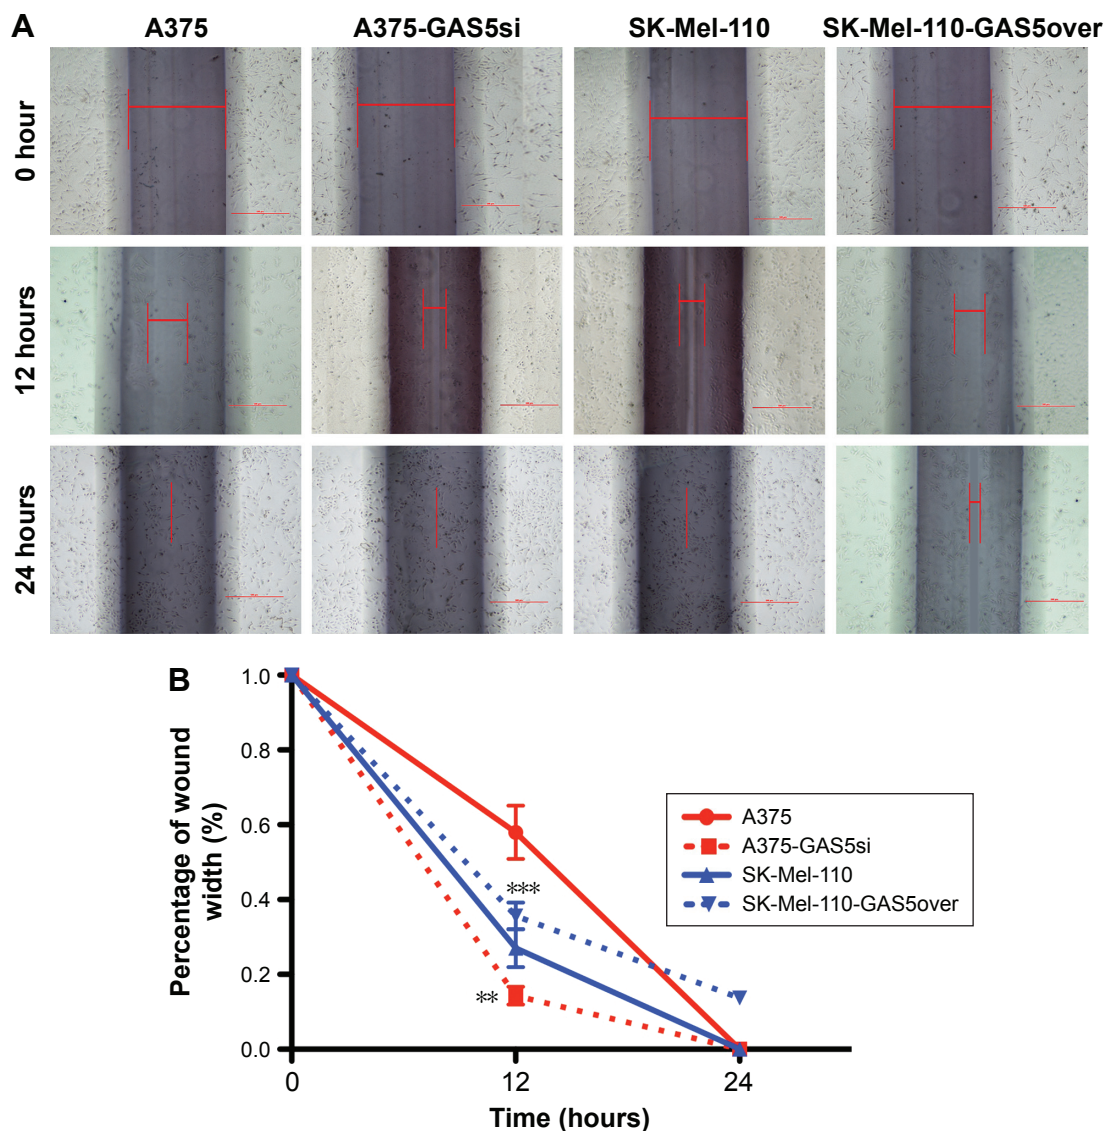 A
A375
A375-GAS5si
SK-Mel-110
SK-Mel-110-GAS5over
0 hour
12 hours
24 hours
B
Percentage of wound
width (%)
1.0
0.8
0.6
0.4
0.2
0.0
***
**
0
12
24
Time (hours)
A375
A375-GAS5si
SK-Mel-110
SK-Mel-110-GAS5over